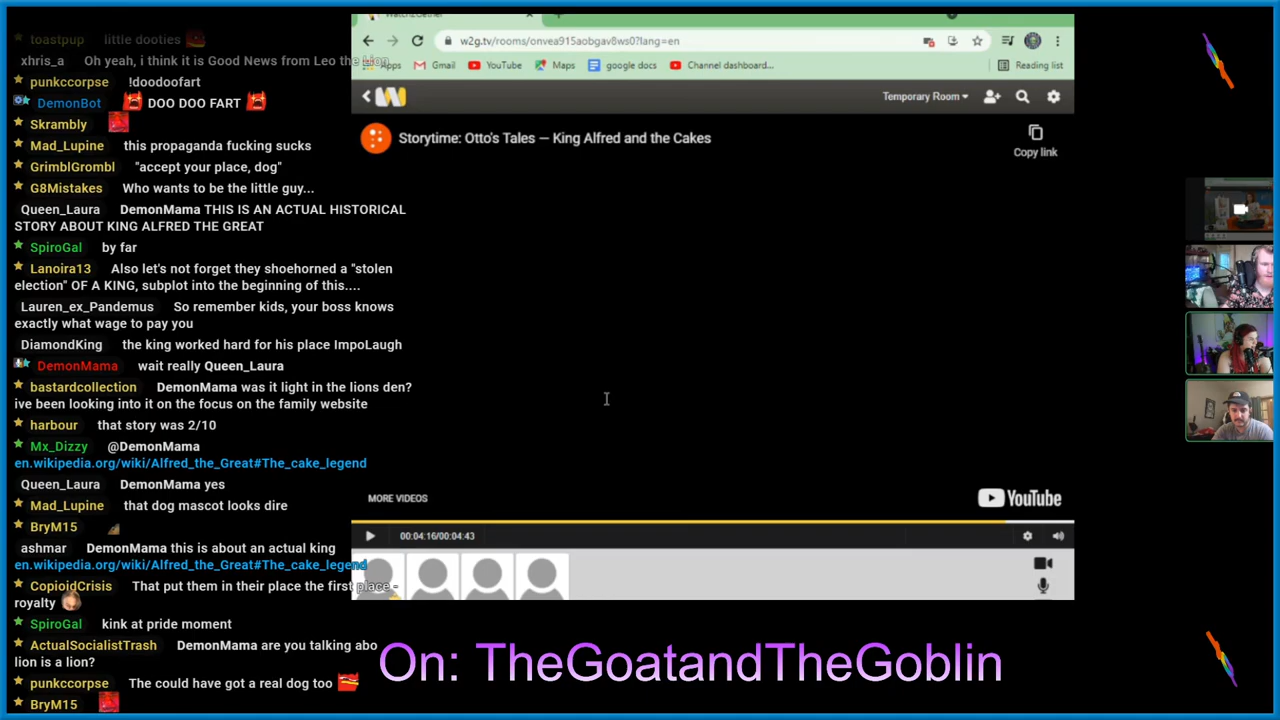 toastpup little dooties
xhris_a Oh yeah, i think it is Good News from Leo the Lion
punkccorpse !doodoofart
DemonBot DOO DOO FART
Skrambly
Mad_Lupine this propaganda fucking sucks
GrimblGrombl "accept your place, dog"
G8Mistakes Who wants to be the little guy...
Queen_Laura DemonMama THIS IS AN ACTUAL HISTORICAL
STORY ABOUT KING ALFRED THE GREAT
SpiroGal by far
Lanoira13 Also let's not forget they shoehorned a "stolen
election" OF A KING, subplot into the beginning of this....
Lauren_ex_Pandemus So remember kids, your boss knows
exactly what wage to pay you
DiamondKing the king worked hard for his place ImpoLaugh
DemonMama wait really Queen_Laura
bastardcollection DemonMama was it light in the lions den?
ive been looking into it on the focus on the family website
harbour that story was 2/10
Mx_Dizzy @DemonMama
en.wikipedia.org/wiki/Alfred_the_Great#The_cake_legend
Queen_Laura DemonMama yes
Mad_Lupine that dog mascot looks dire
BryM15
ashmar DemonMama this is about an actual king
en.wikipedia.org/wiki/Alfred_the_Great#The_cake_legend
CopioidCrisis That put them in their place the first place -
royalty
SpiroGal kink at pride moment
ActualSocialistTrash DemonMama are you talking abo
lion is a lion?
punkccorpse The could have got a real dog too
BryM15
w2g.tv/rooms/onvea915aobgav8ws0?lang=en
Apps Gmail YouTube Maps google docs Channel dashboard... Reading list
Temporary Room
Storytime: Otto's Tales — King Alfred and the Cakes
Copy link
MORE VIDEOS
YouTube
00:04:16/00:04:43
On: TheGoatandTheGoblin